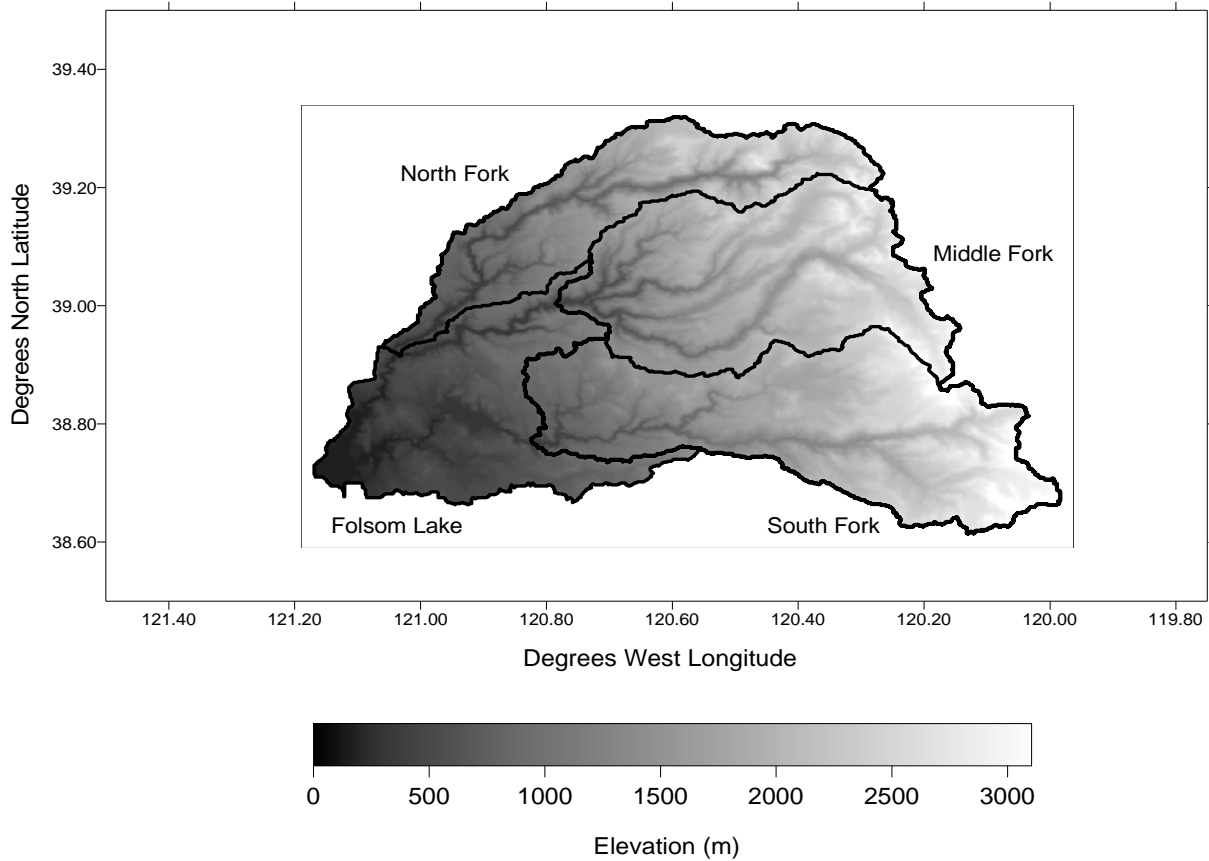 39.40
39.20
39.00
38.80
38.60
Degrees North Latitude
North Fork
Middle Fork
Folsom Lake
South Fork
121.40 121.20 121.00 120.80 120.60 120.40 120.20 120.00 119.80
Degrees West Longitude
0 500 1000 1500 2000 2500 3000
Elevation (m)